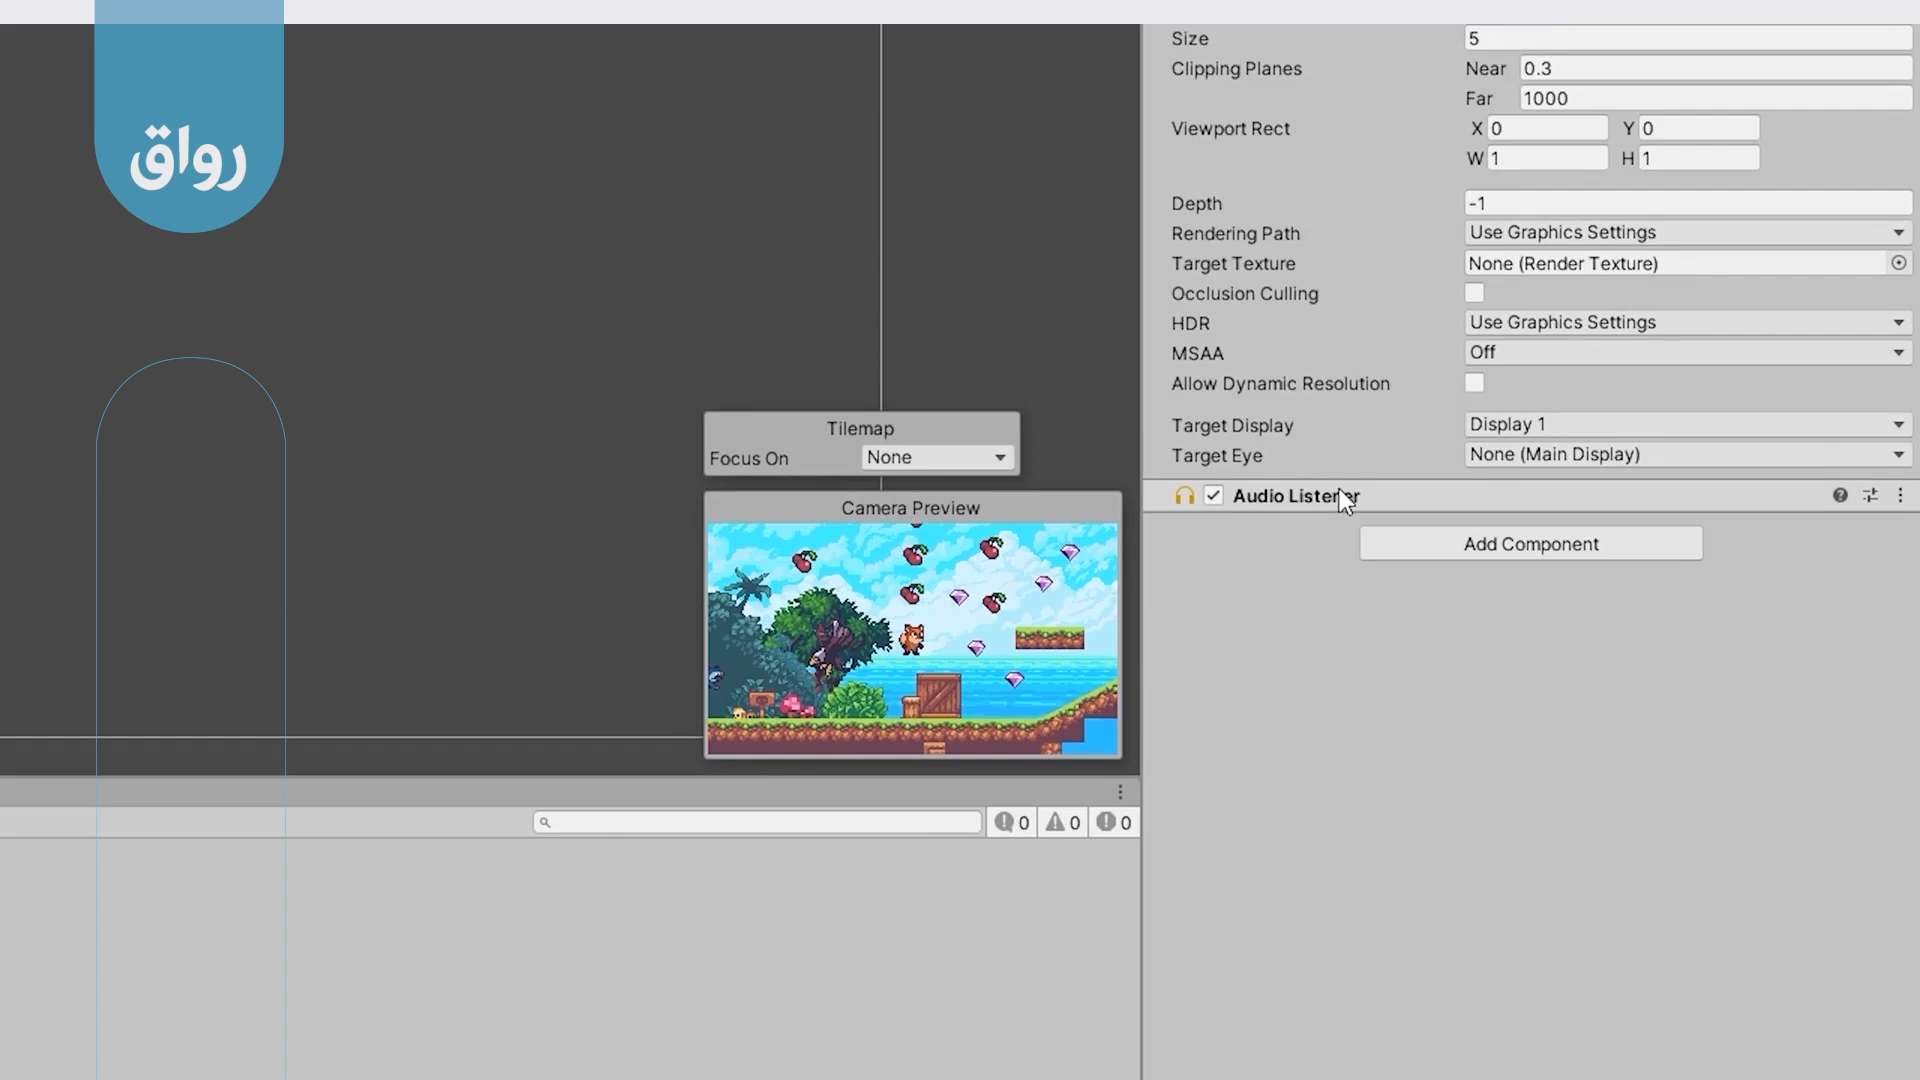 رواق
Size 5
Clipping Planes Near 0.3
Far 1000
Viewport Rect X 0 Y 0
W 1 H 1
Depth -1
Rendering Path Use Graphics Settings
Target Texture None (Render Texture)
Occlusion Culling
HDR Use Graphics Settings
MSAA Off
Allow Dynamic Resolution
Target Display Display 1
Target Eye None (Main Display)
Audio Listener
Add Component
Tilemap
Focus On None
Camera Preview
0 0 0